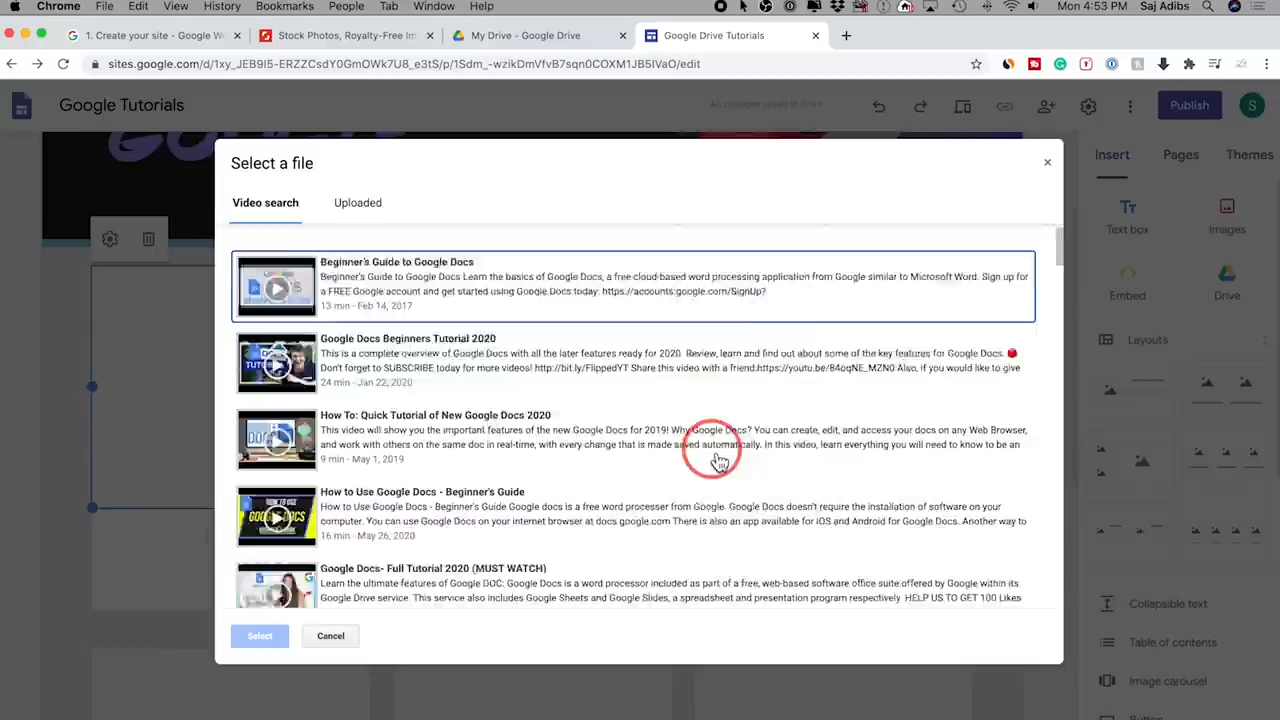 Chrome File Edit View History Bookmarks People Tab Window Help Mon 4:53 PM Saj Adibs
1. Create your site - Google W Stock Photos, Royalty-Free Im My Drive - Google Drive Google Drive Tutorials
Google Tutorials All changes saved in Drive Publish S
Select a file
Insert Pages Themes
Video search Uploaded
Text box Images
Beginner's Guide to Google Docs
Beginner's Guide to Google Docs Learn the basics of Google Docs, a free cloud-based word processing application from Google similar to Microsoft Word. Sign up for
a FREE Google account and get started using Google Docs today: https://accounts.google.com/SignUp?
13 min - Feb 14, 2017
Embed Drive
Google Docs Beginners Tutorial 2020
This is a complete overview of Google Docs with all the later features ready for 2020. Review, learn and find out about some of the key features for Google Docs.
Don't forget to SUBSCRIBE today for more videos! http://bit.ly/FlippedYT Share this video with a friend:https://youtu.be/84oqNE_MZN0 Also, if you would like to give
24 min - Jan 22, 2020
Layouts
How To: Quick Tutorial of New Google Docs 2020
This video will show you the important features of the new Google Docs for 2019! Why Google Docs? You can create, edit, and access your docs on any Web Browser,
and work with others on the same doc in real-time, with every change that is made saved automatically. In this video, learn everything you will need to know to be an
9 min - May 1, 2019
How to Use Google Docs - Beginner's Guide
How to Use Google Docs - Beginner's Guide Google docs is a free word processer from Google. Google Docs doesn't require the installation of software on your
computer. You can use Google Docs on your internet browser at docs.google.com There is also an app available for iOS and Android for Google Docs. Another way to
16 min - May 26, 2020
Google Docs- Full Tutorial 2020 (MUST WATCH)
Learn the ultimate features of Google DOC: Google Docs is a word processor included as part of a free, web-based software office suite offered by Google within its
Google Drive service. This service also includes Google Sheets and Google Slides, a spreadsheet and presentation program respectively. HELP US TO GET 100 Likes
Collapsible text
Select Cancel
Table of contents
Image carousel
Button